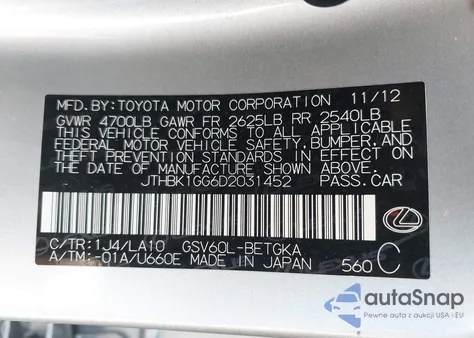 MFD.BY:TOYOTA MOTOR CORPORATION 11/12
GVWR 4700LB GAWR FR 2625LB RR 2540LB
THIS VEHICLE CONFORMS TO ALL APPLICABLE
FEDERAL MOTOR VEHICLE SAFETY,BUMPER,AND
THEFT PREVENTION STANDARDS IN EFFECT ON
THE DATE OF MANUFACTURE SHOWN ABOVE.
JTHBK1GG6D2031452 PASS.CAR
C/TR:1J4/LA10 GSV60L-BETGKA
A/TM:-01A/U660E MADE IN JAPAN 560 C
autoSnap
Pewne auta z USA i EU